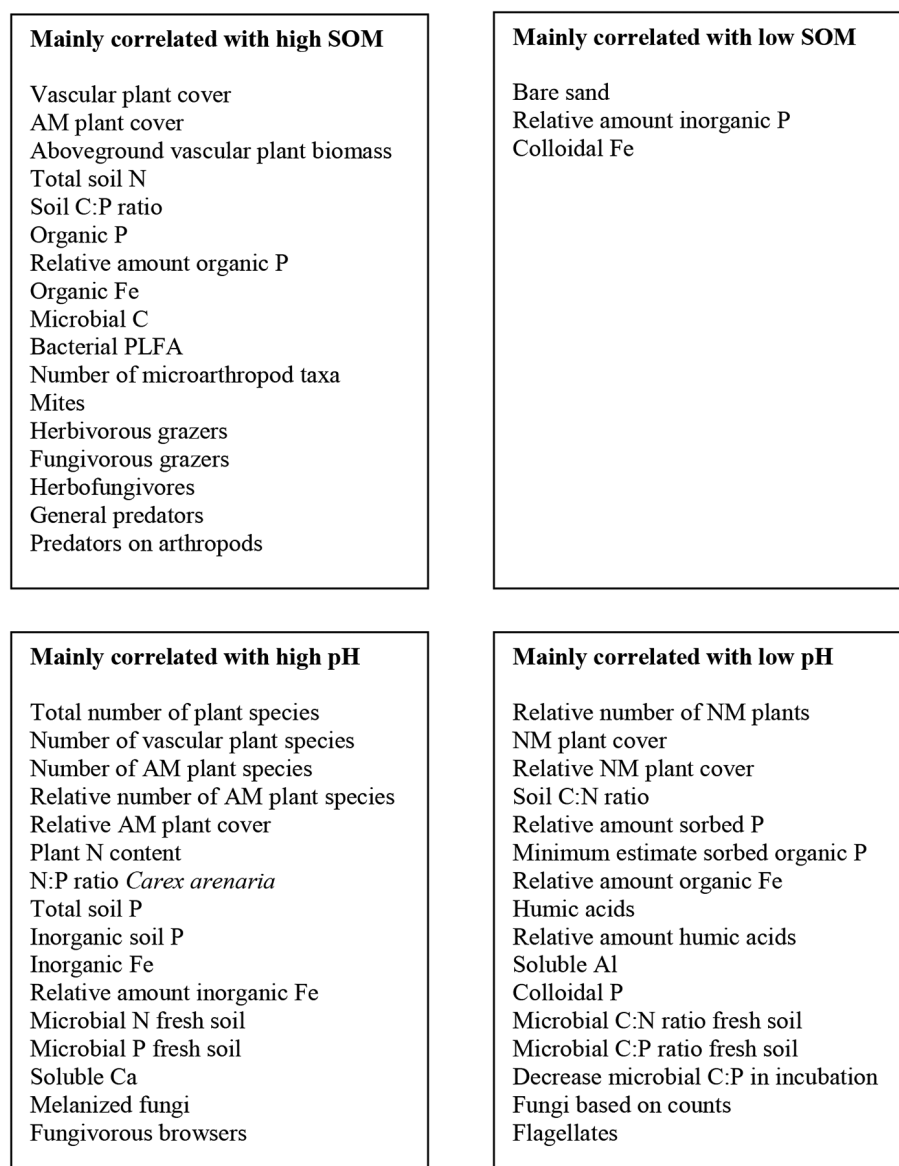 Mainly correlated with high SOM
Vascular plant cover
AM plant cover
Aboveground vascular plant biomass
Total soil N
Soil C:P ratio
Organic P
Relative amount organic P
Organic Fe
Microbial C
Bacterial PLFA
Number of microarthropod taxa
Mites
Herbivorous grazers
Fungivorous grazers
Herbofungivores
General predators
Predators on arthropods
Mainly correlated with low SOM
Bare sand
Relative amount inorganic P
Colloidal Fe
Mainly correlated with high pH
Total number of plant species
Number of vascular plant species
Number of AM plant species
Relative number of AM plant species
Relative AM plant cover
Plant N content
N:P ratio Carex arenaria
Total soil P
Inorganic soil P
Inorganic Fe
Relative amount inorganic Fe
Microbial N fresh soil
Microbial P fresh soil
Soluble Ca
Melanized fungi
Fungivorous browsers
Mainly correlated with low pH
Relative number of NM plants
NM plant cover
Relative NM plant cover
Soil C:N ratio
Relative amount sorbed P
Minimum estimate sorbed organic P
Relative amount organic Fe
Humic acids
Relative amount humic acids
Soluble Al
Colloidal P
Microbial C:N ratio fresh soil
Microbial C:P ratio fresh soil
Decrease microbial C:P in incubation
Fungi based on counts
Flagellates